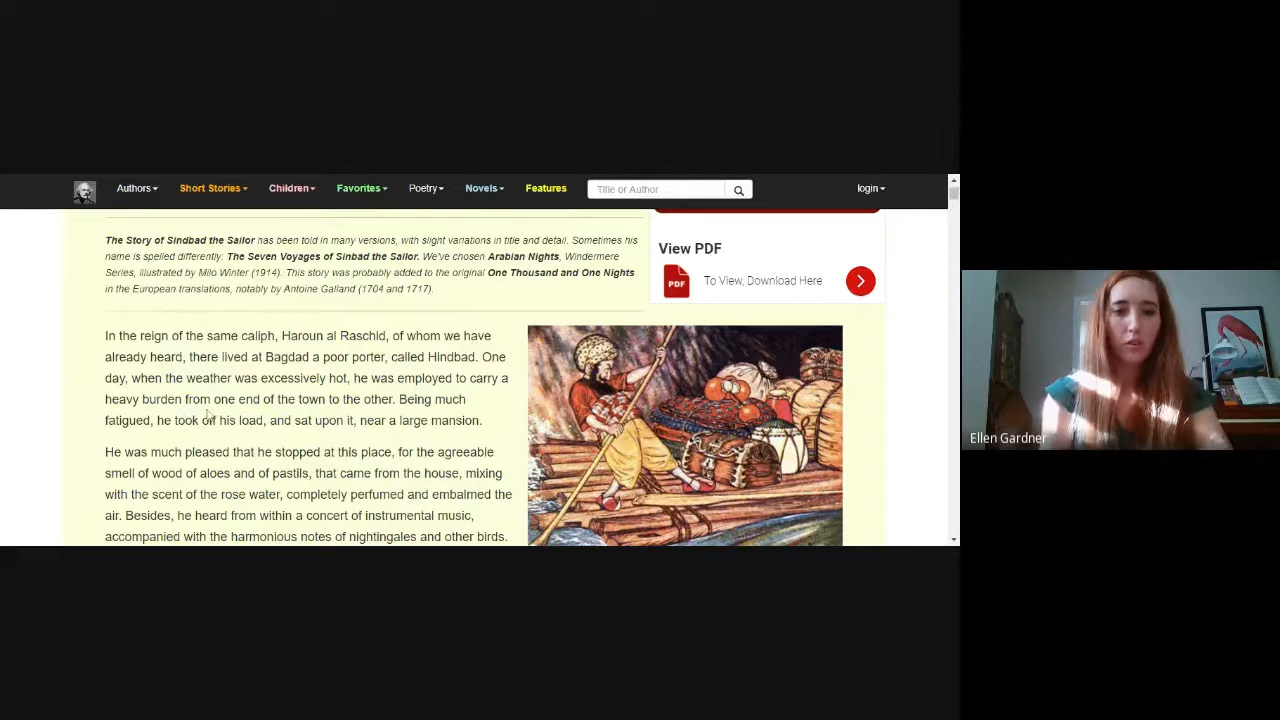 Authors Short Stories Children Favorites Poetry Novels Features Title or Author login
The Story of Sindbad the Sailor has been told in many versions, with slight variations in title and detail. Sometimes his
name is spelled differently: The Seven Voyages of Sinbad the Sailor. We've chosen Arabian Nights, Windermere
Series, illustrated by Milo Winter (1914). This story was probably added to the original One Thousand and One Nights
in the European translations, notably by Antoine Galland (1704 and 1717).
View PDF
PDF To View, Download Here
In the reign of the same caliph, Haroun al Raschid, of whom we have
already heard, there lived at Bagdad a poor porter, called Hindbad. One
day, when the weather was excessively hot, he was employed to carry a
heavy burden from one end of the town to the other. Being much
fatigued, he took off his load, and sat upon it, near a large mansion.
He was much pleased that he stopped at this place, for the agreeable
smell of wood of aloes and of pastils, that came from the house, mixing
with the scent of the rose water, completely perfumed and embalmed the
air. Besides, he heard from within a concert of instrumental music,
accompanied with the harmonious notes of nightingales and other birds.
Ellen Gardner